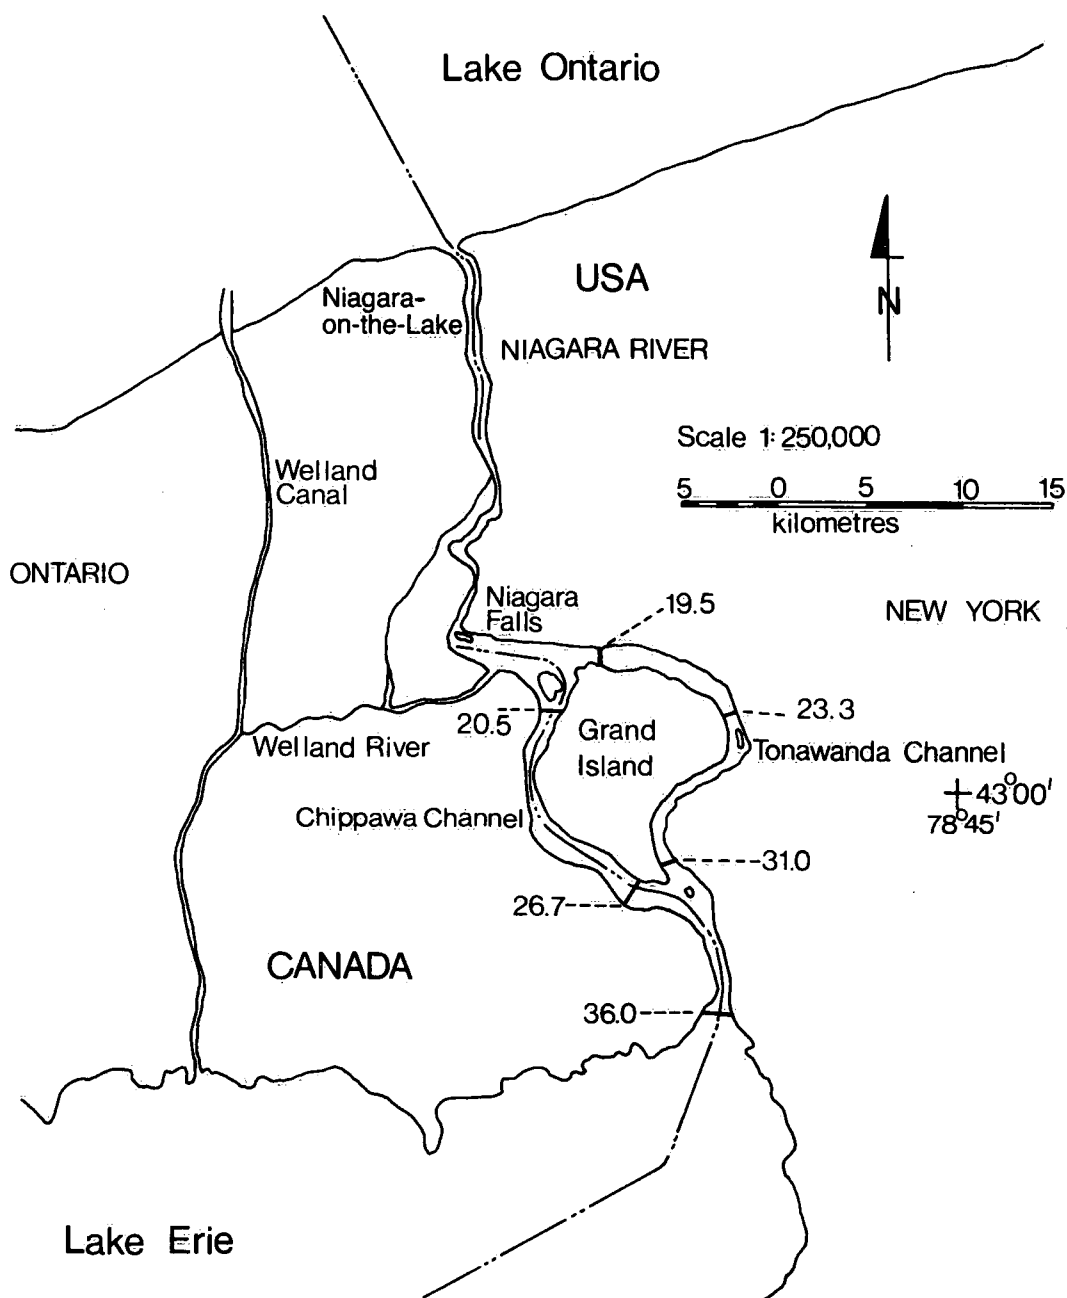 Lake Ontario
USA
Niagara-
on-the-Lake
NIAGARA RIVER
N
Scale 1:250,000
5 0 5 10 15
kilometres
Welland
Canal
ONTARIO
Niagara
Falls
19.5
NEW YORK
20.5
Grand
Island
23.3
Welland River
Tonawanda Channel
43°00'
78°45'
Chippawa Channel
31.0
26.7
CANADA
36.0
Lake Erie